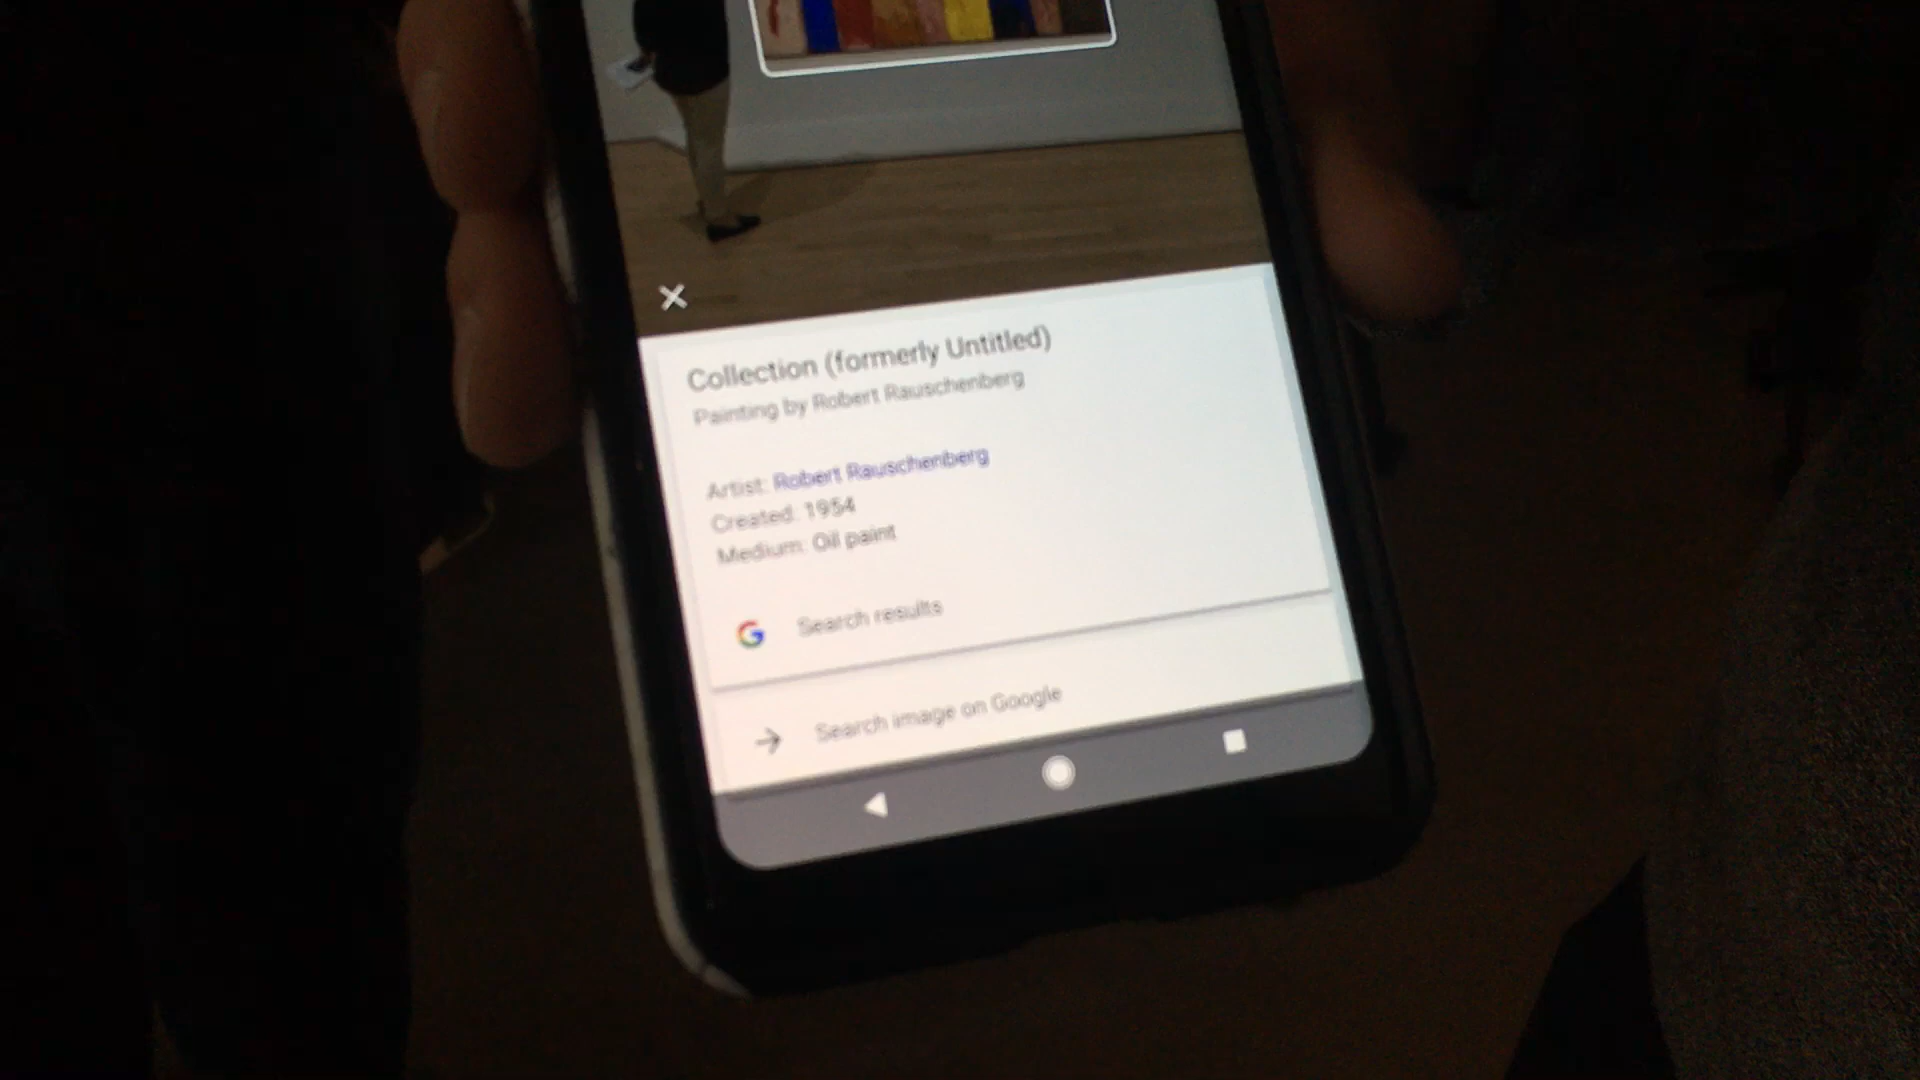 Collection (formerly Untitled)
Painting by Robert Rauschenberg
Artist: Robert Rauschenberg
Created: 1954
Medium: Oil paint
G Search results
Search image on Google